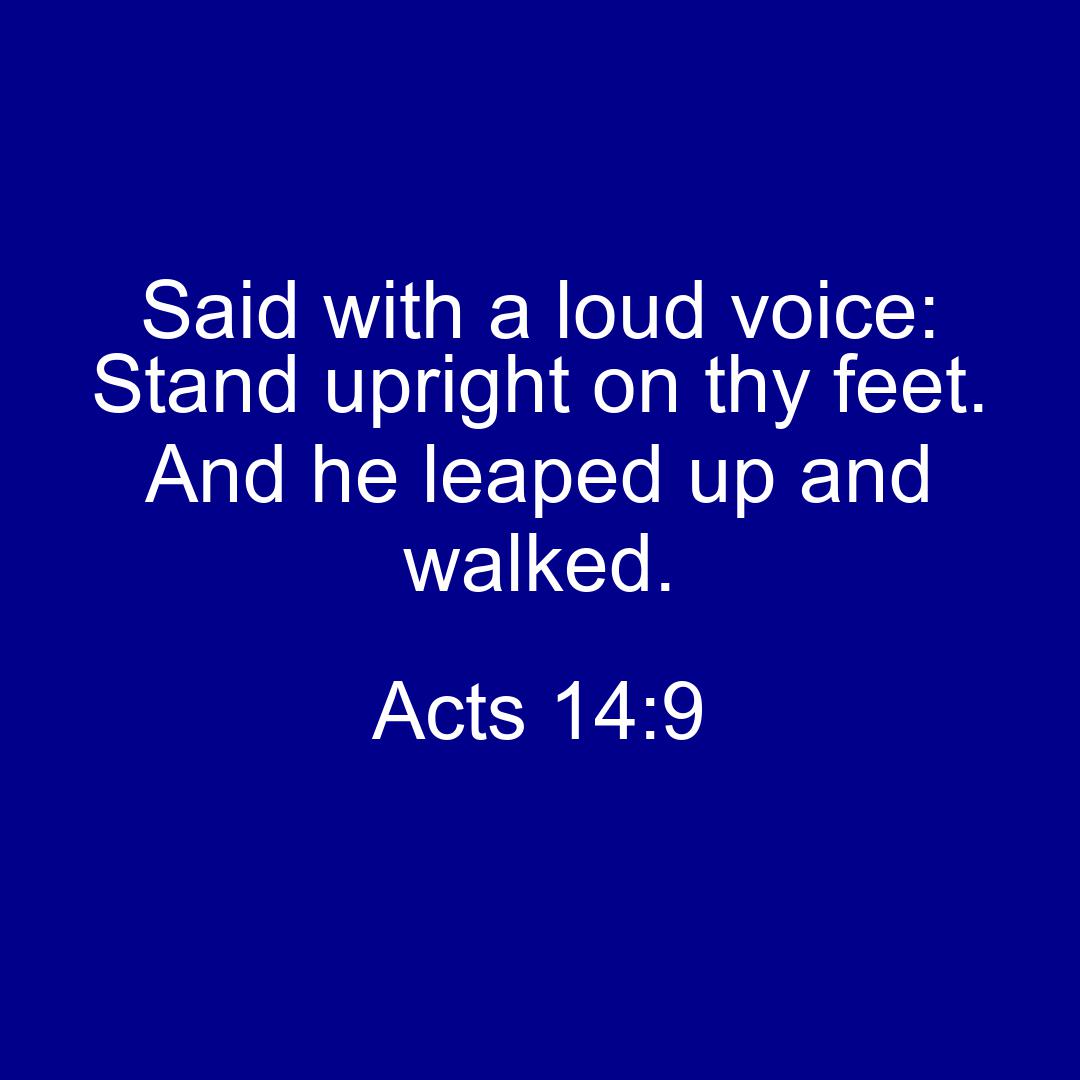 Said with a loud voice:
Stand upright on thy feet.
And he leaped up and
walked.
Acts 14:9